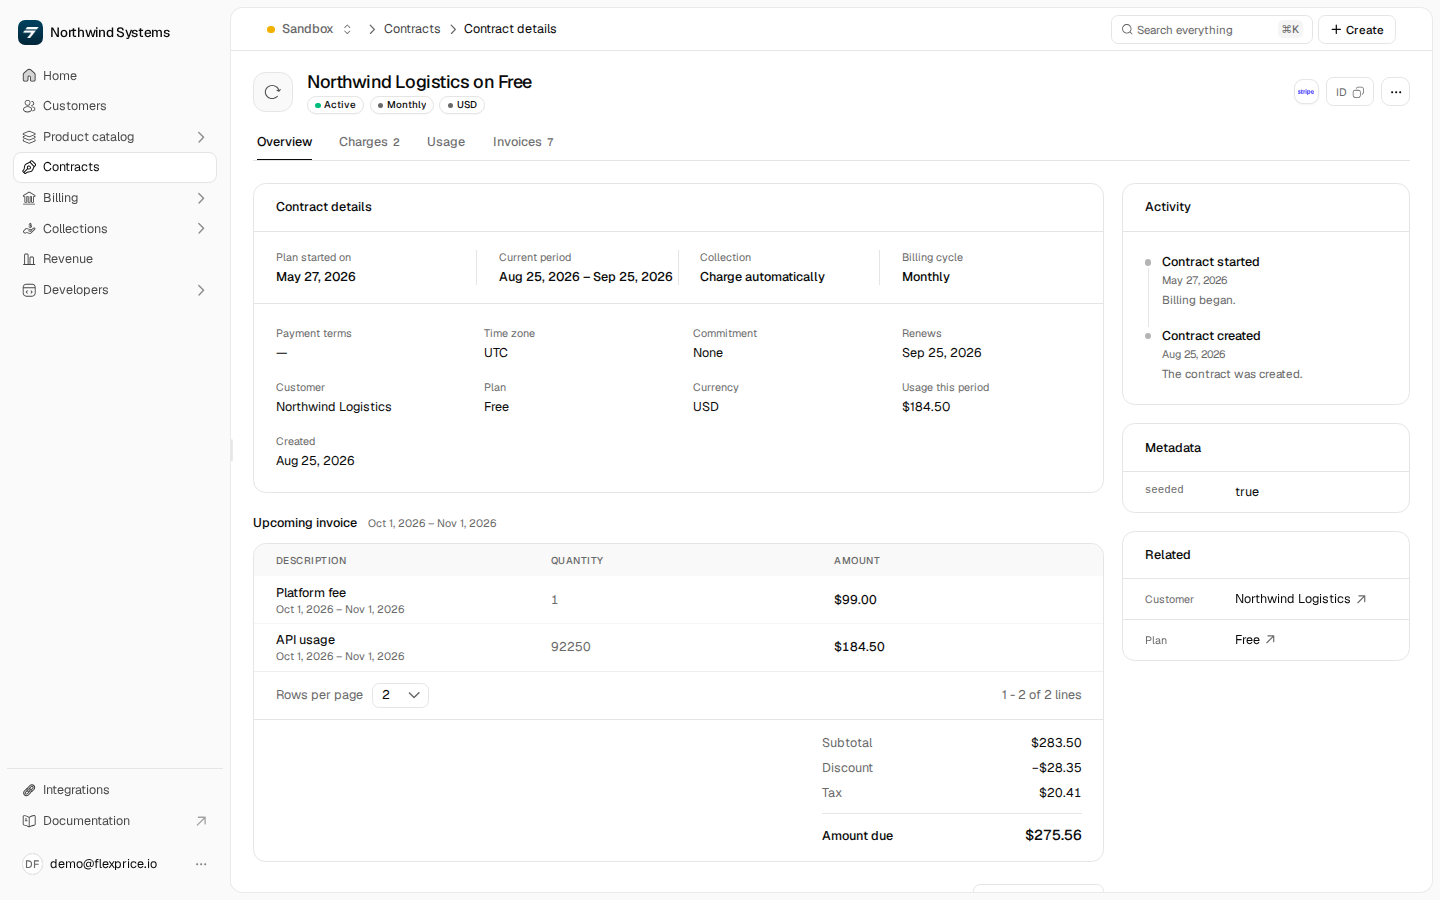 Northwind Systems
Home
Customers
Product catalog
Contracts
Billing
Collections
Revenue
Developers
Integrations
Documentation
DF demo@flexprice.io
Sandbox Contracts Contract details
Search everything ⌘K
Create
Northwind Logistics on Free
Active Monthly USD
stripe ID
Overview Charges 2 Usage Invoices 7
Contract details
Plan started on Current period Collection Billing cycle
May 27, 2026 Aug 25, 2026 – Sep 25, 2026 Charge automatically Monthly
Payment terms Time zone Commitment Renews
— UTC None Sep 25, 2026
Customer Plan Currency Usage this period
Northwind Logistics Free USD $184.50
Created
Aug 25, 2026
Upcoming invoice Oct 1, 2026 – Nov 1, 2026
DESCRIPTION QUANTITY AMOUNT
Platform fee 1 $99.00
Oct 1, 2026 – Nov 1, 2026
API usage 92250 $184.50
Oct 1, 2026 – Nov 1, 2026
Rows per page 2 1 - 2 of 2 lines
Subtotal $283.50
Discount −$28.35
Tax $20.41
Amount due $275.56
Activity
Contract started
May 27, 2026
Billing began.
Contract created
Aug 25, 2026
The contract was created.
Metadata
seeded true
Related
Customer Northwind Logistics
Plan Free